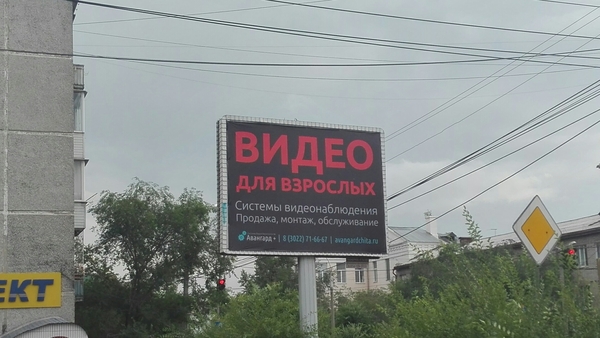 ВИДЕО
ДЛЯ ВЗРОСЛЫХ
Системы видеонаблюдения
Продажа, монтаж, обслуживание
Авангард + | 8 (3022) 71-66-67 | avangardchita.ru
ЕКТ